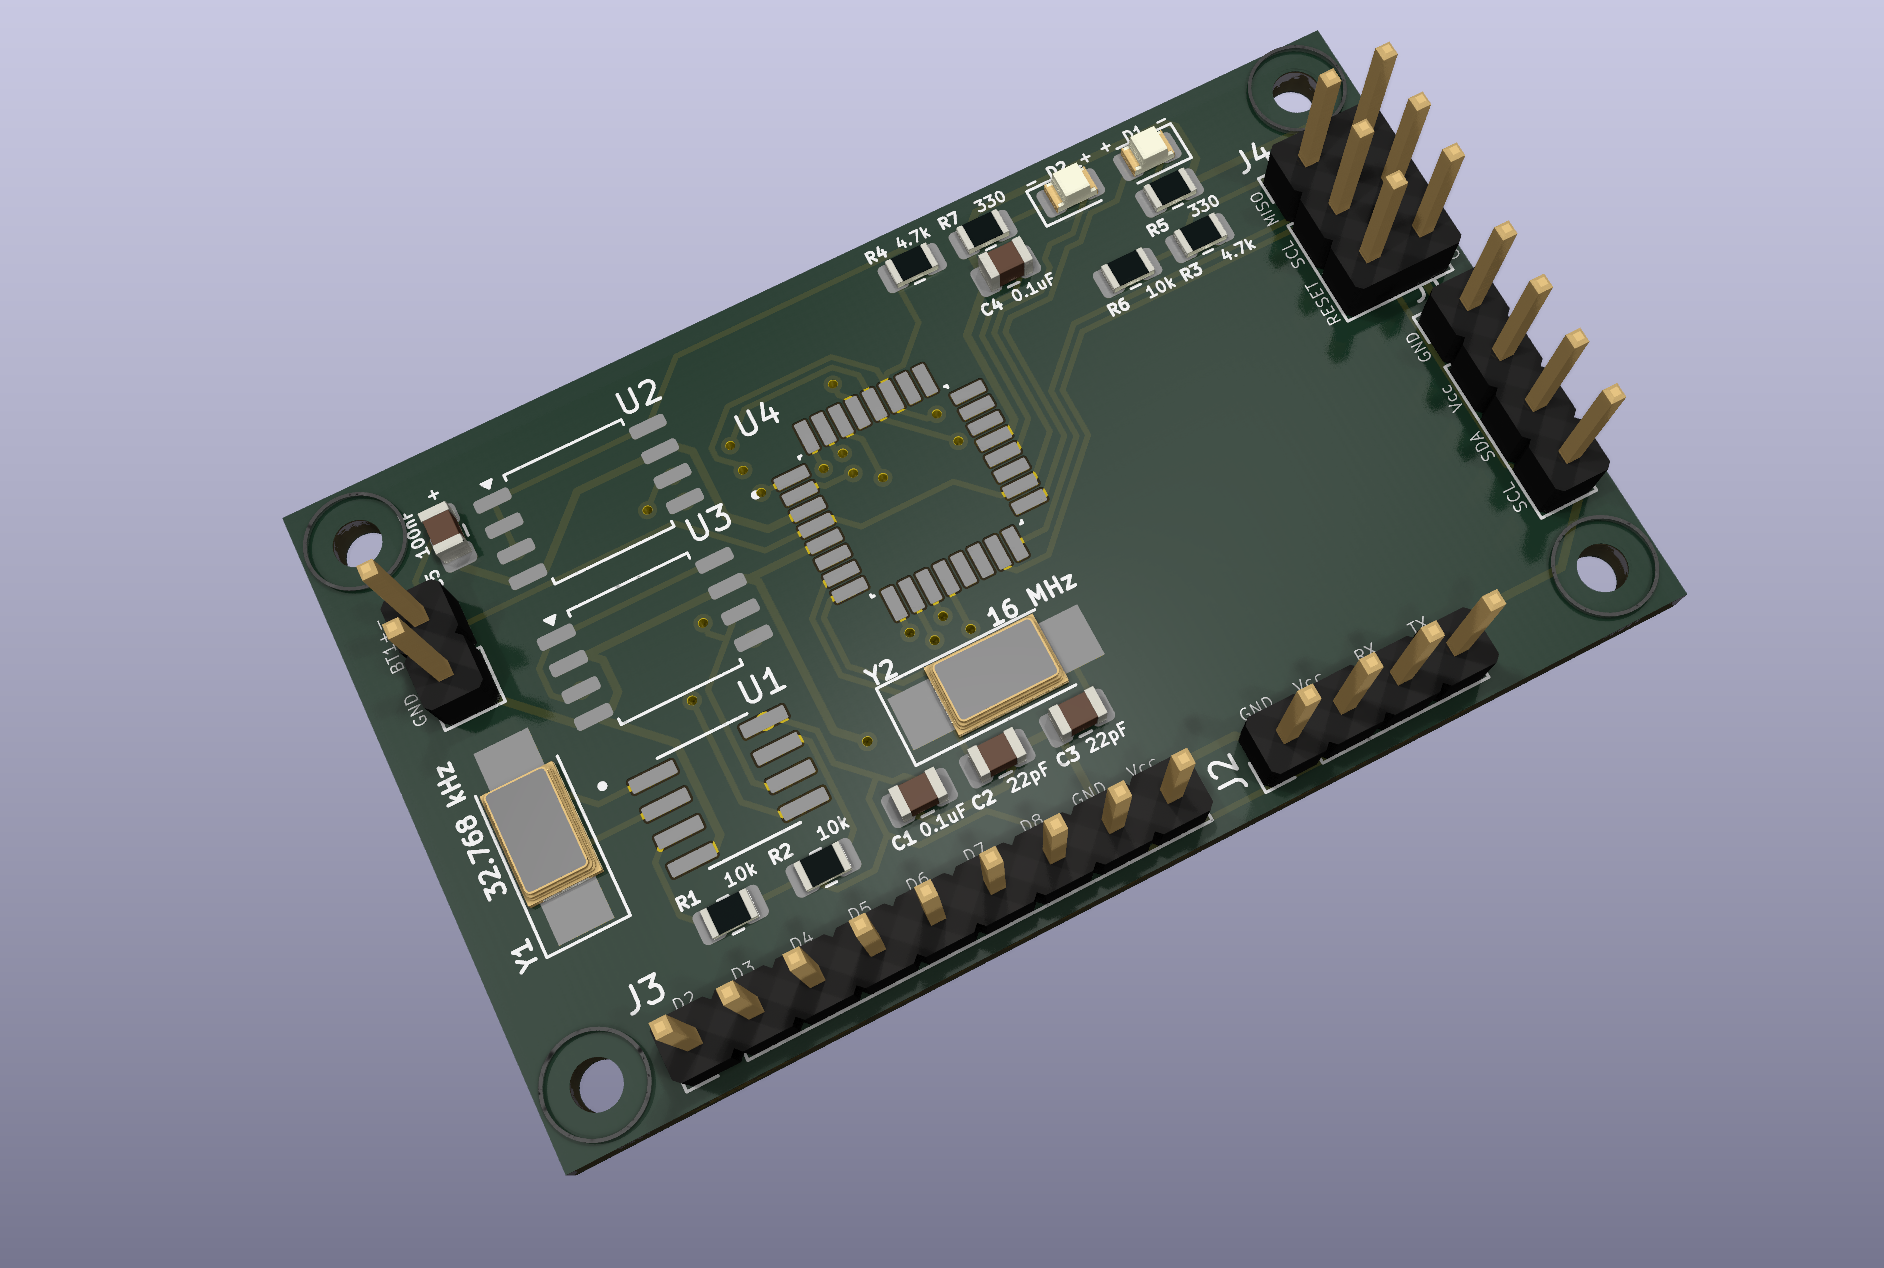 J4
MISO
SCL
RESET
D1
- +
D2
- +
R5
330
R3
4.7k
R6
10k
R7
330
R4
4.7k
C4
0.1uF
GND
Vcc
SDA
SCL
U2
U4
U3
U1
+
100nF
BT1
- +
GND
16 MHz
Y2
C3 22pF
C2 22pF
C1 0.1uF
R2 10k
R1 10k
32.768 kHz
Y1
J2
GND
Vcc
RX
TX
J3
D2
D3
D4
D5
D6
D7
D8
GND
Vcc